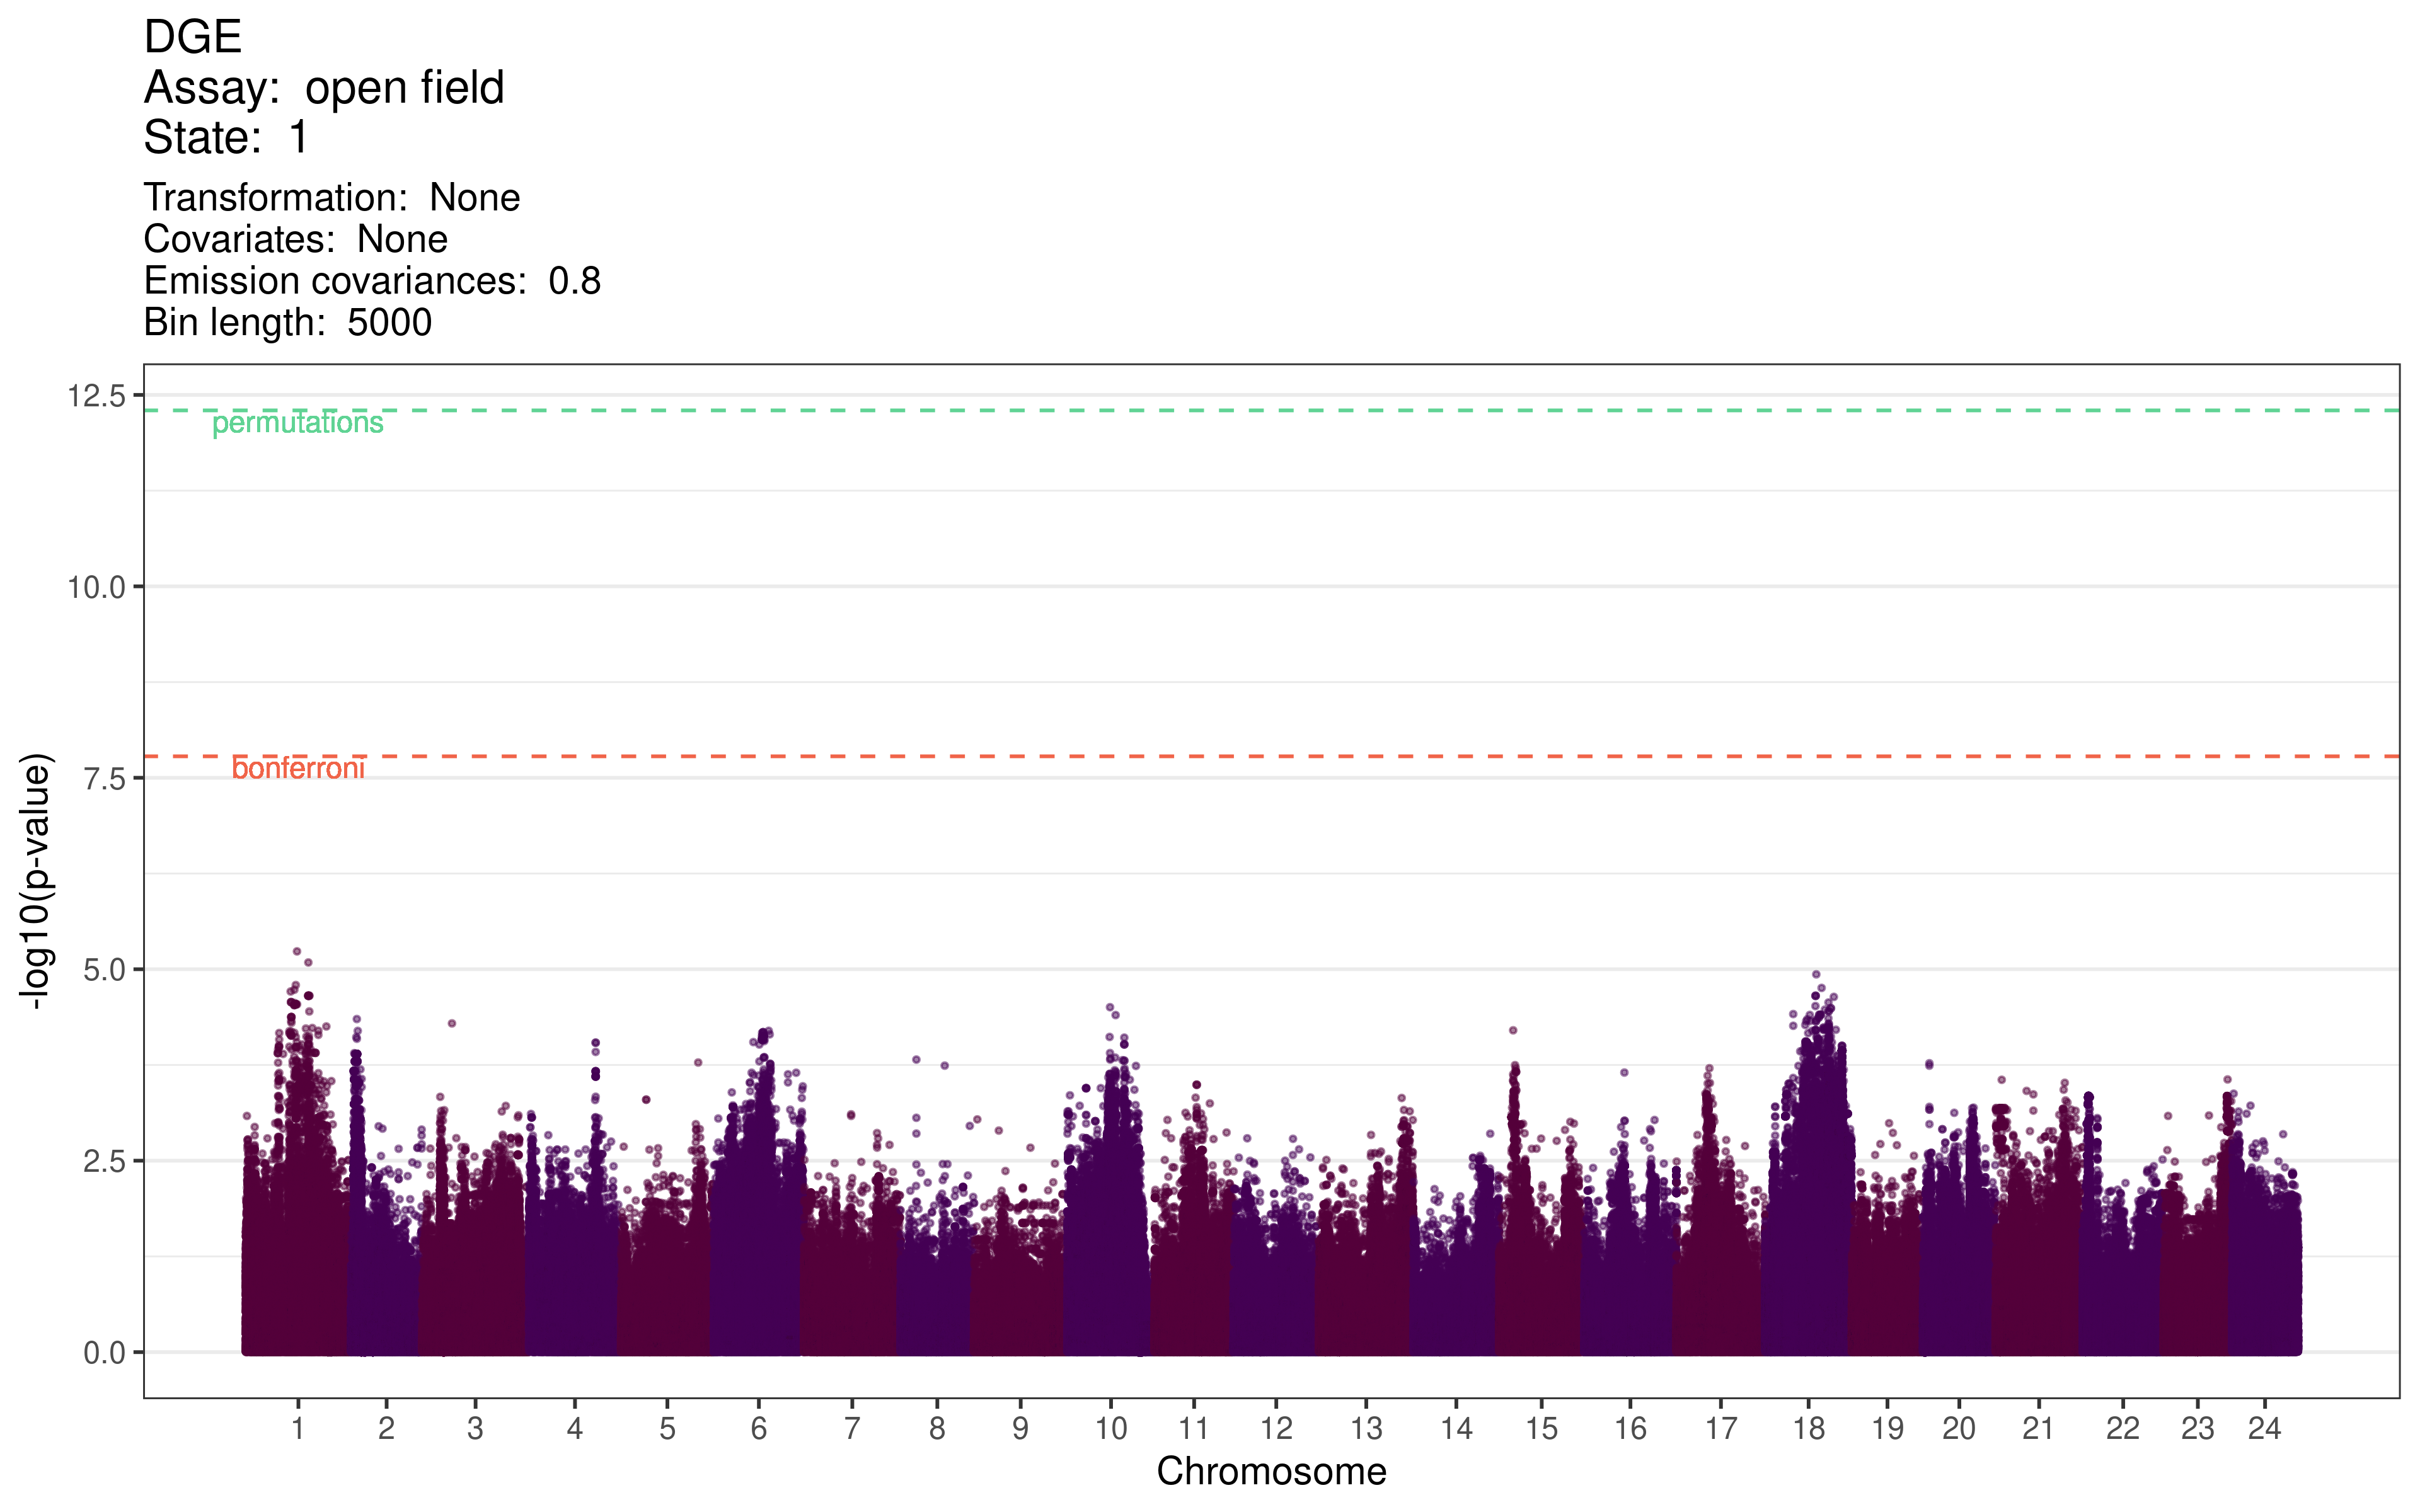 DGE
Assay:  open field
State:  1
Transformation:  None
Covariates:  None
Emission covariances:  0.8
Bin length:  5000
12.5
permutations
10.0
bonferroni
7.5
5.0
2.5
0.0
-log10(p-value)
1 2 3 4 5 6 7 8 9 10 11 12 13 14 15 16 17 18 19 20 21 22 23 24
Chromosome